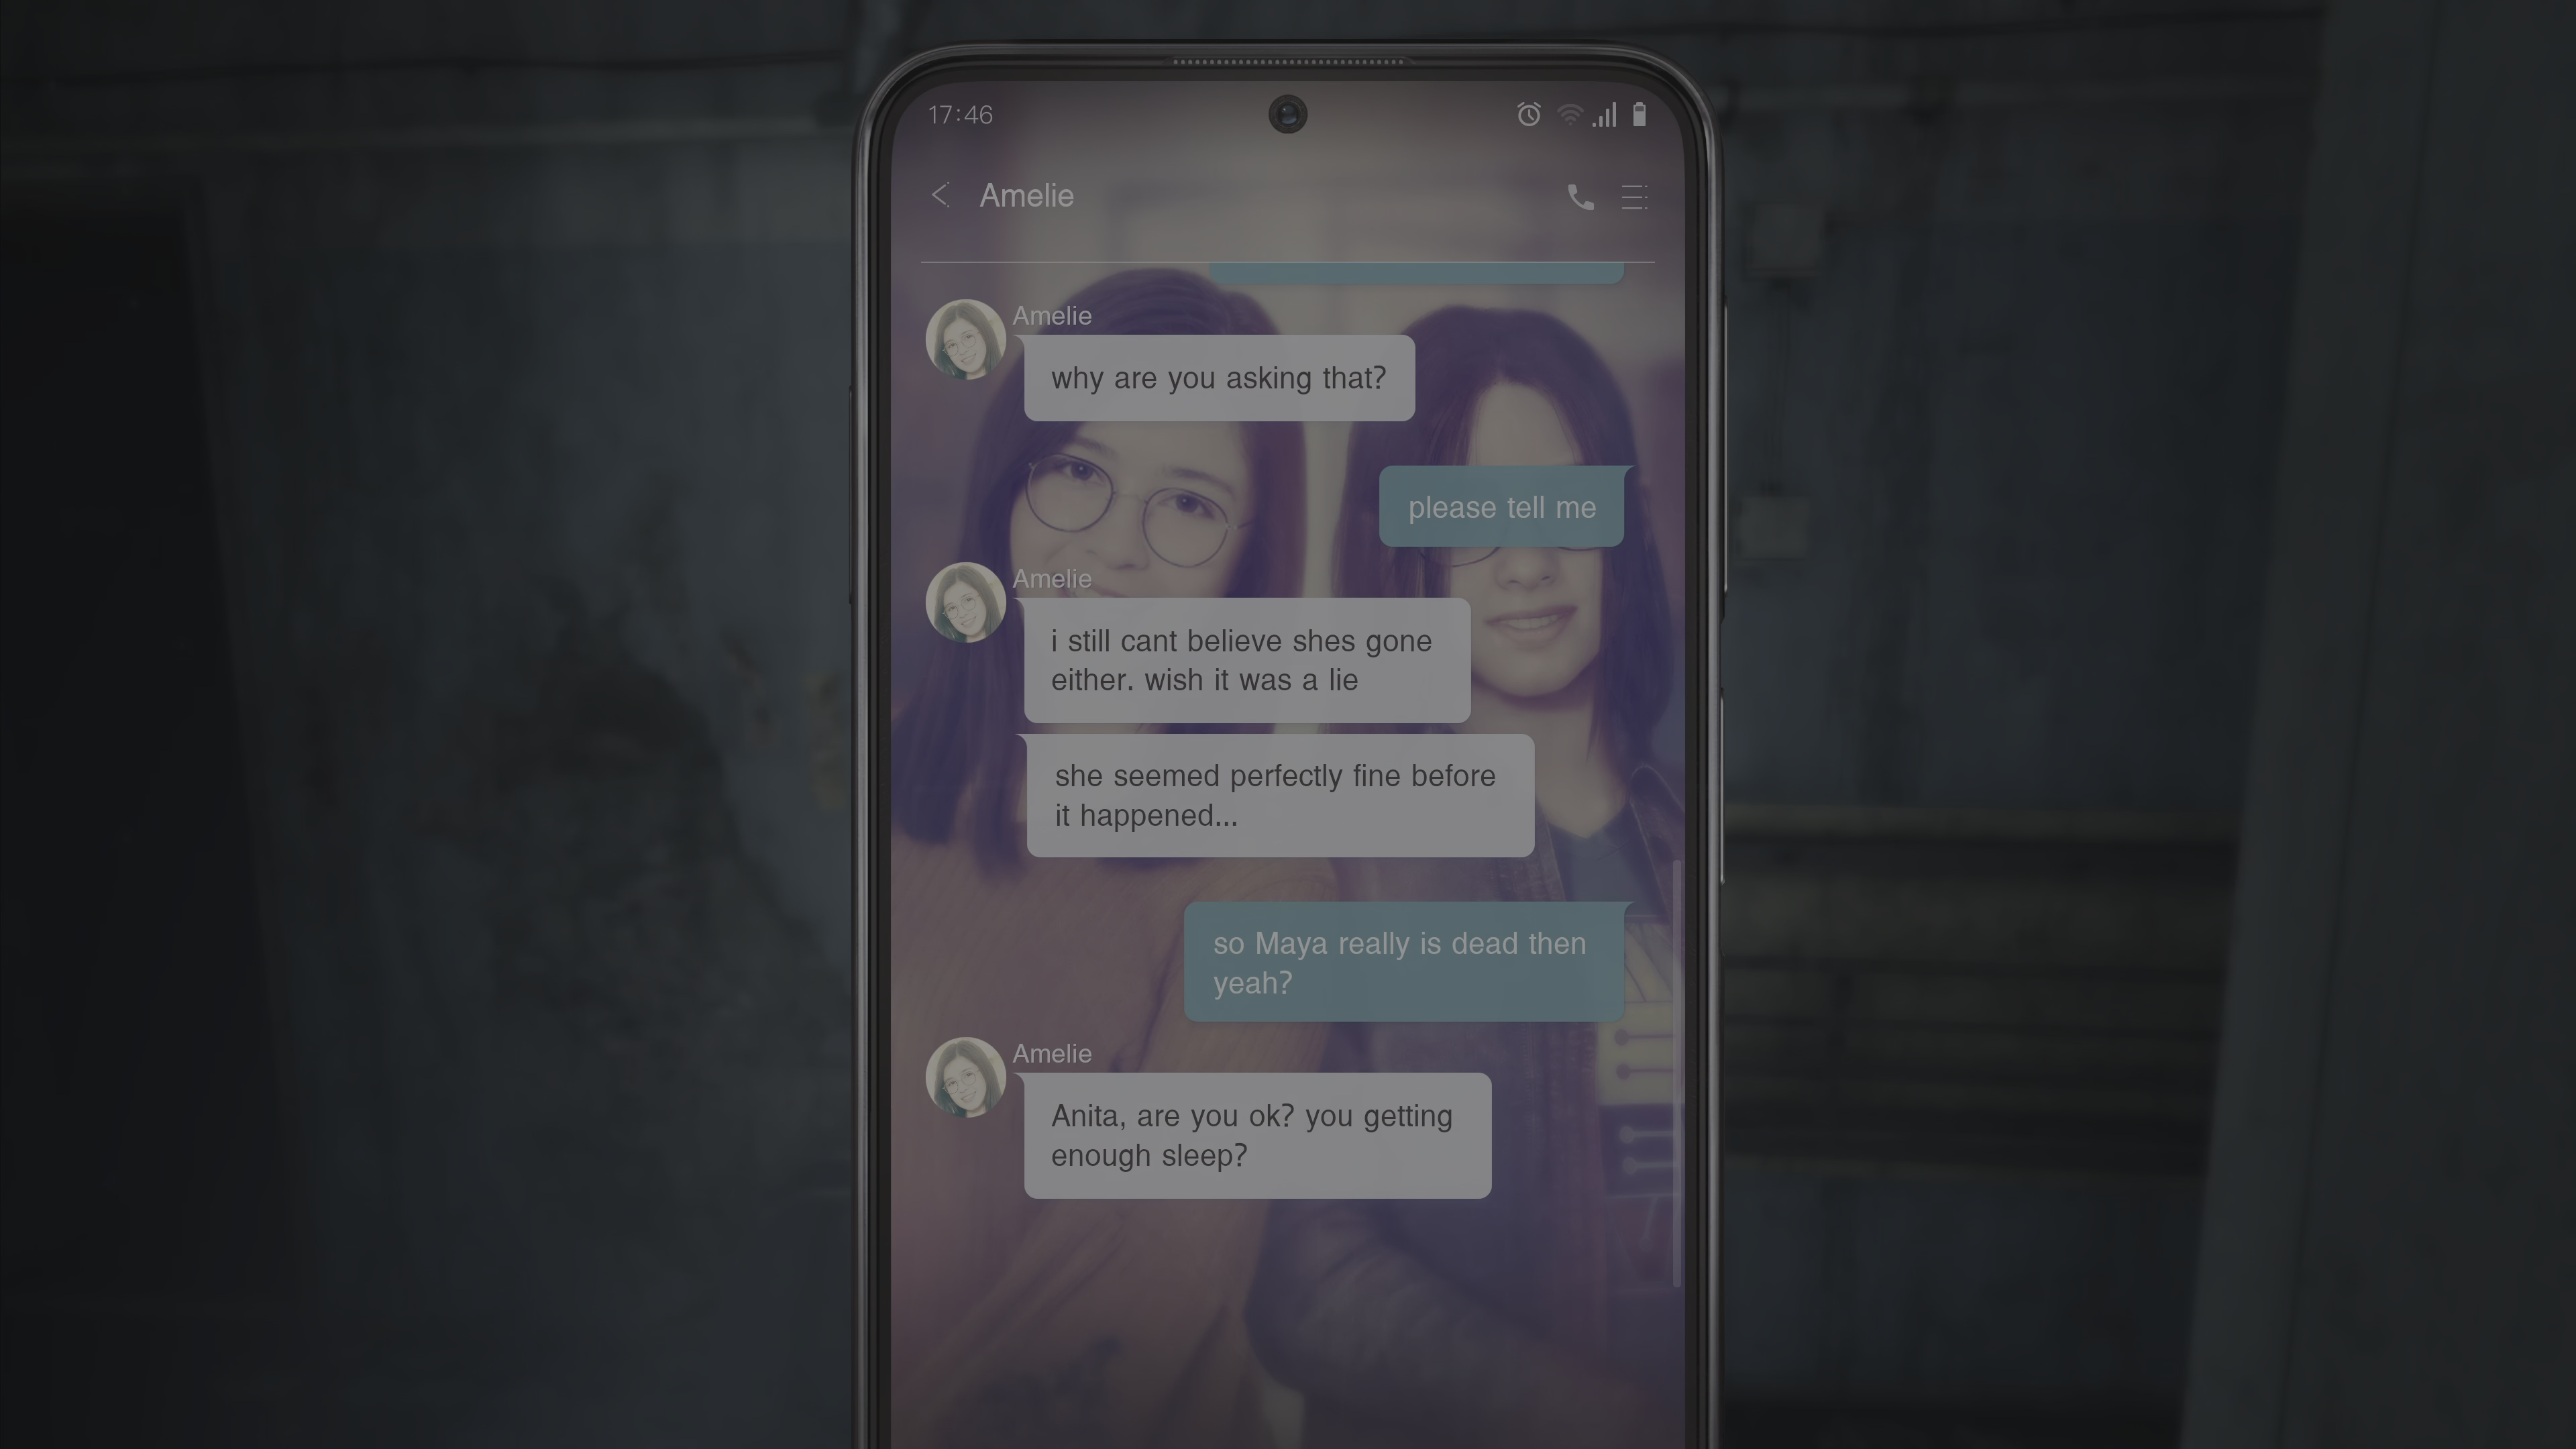 17:46
Amelie
Amelie
why are you asking that?
please tell me
Amelie
i still cant believe shes gone
either. wish it was a lie
she seemed perfectly fine before
it happened...
so Maya really is dead then
yeah?
Amelie
Anita, are you ok? you getting
enough sleep?